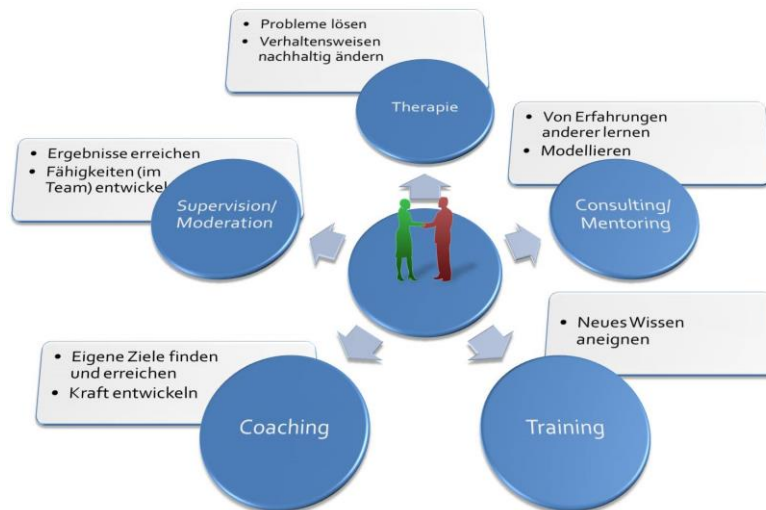 • Probleme lösen
• Verhaltensweisen
nachhaltig ändern
Therapie
• Ergebnisse erreichen
• Fähigkeiten (im
Team) entwickel
Supervision/
Moderation
• Von Erfahrungen
anderer lernen
• Modellieren
Consulting/
Mentoring
• Eigene Ziele finden
und erreichen
• Kraft entwickeln
Coaching
• Neues Wissen
aneignen
Training